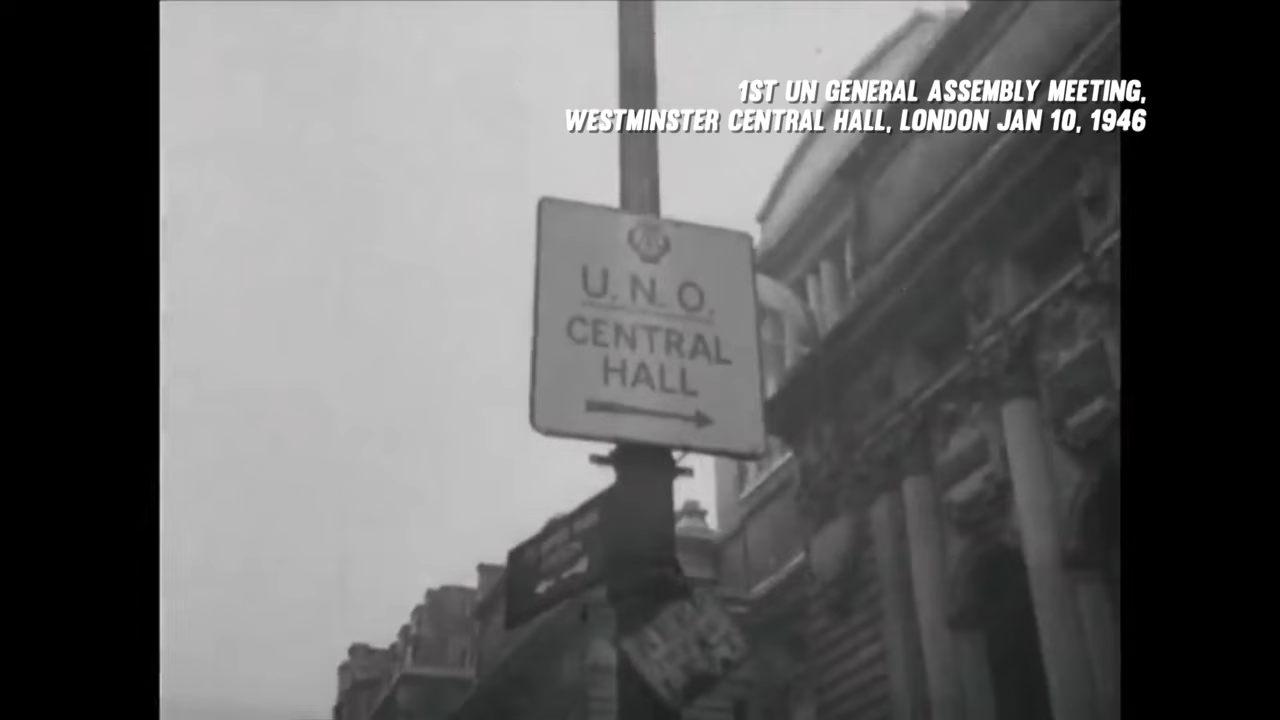 1ST UN GENERAL ASSEMBLY MEETING,
WESTMINSTER CENTRAL HALL, LONDON JAN 10, 1946
U.N.O.
CENTRAL
HALL